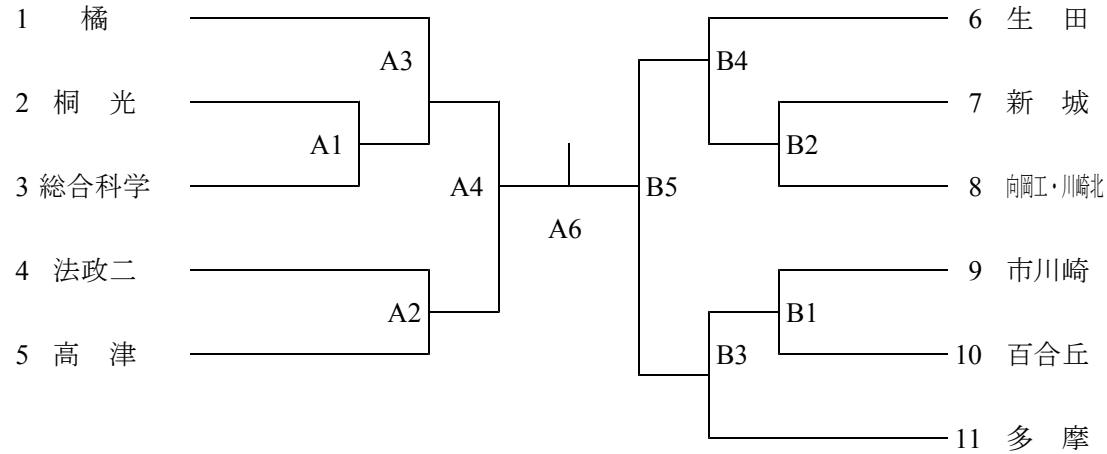 1 橘
6 生 田
A3
B4
2 桐 光
7 新 城
A1
B2
3 総合科学
A4
B5
8 向岡工・川崎北
A6
4 法政二
9 市川崎
A2
B1
5 高 津
B3
10 百合丘
11 多 摩